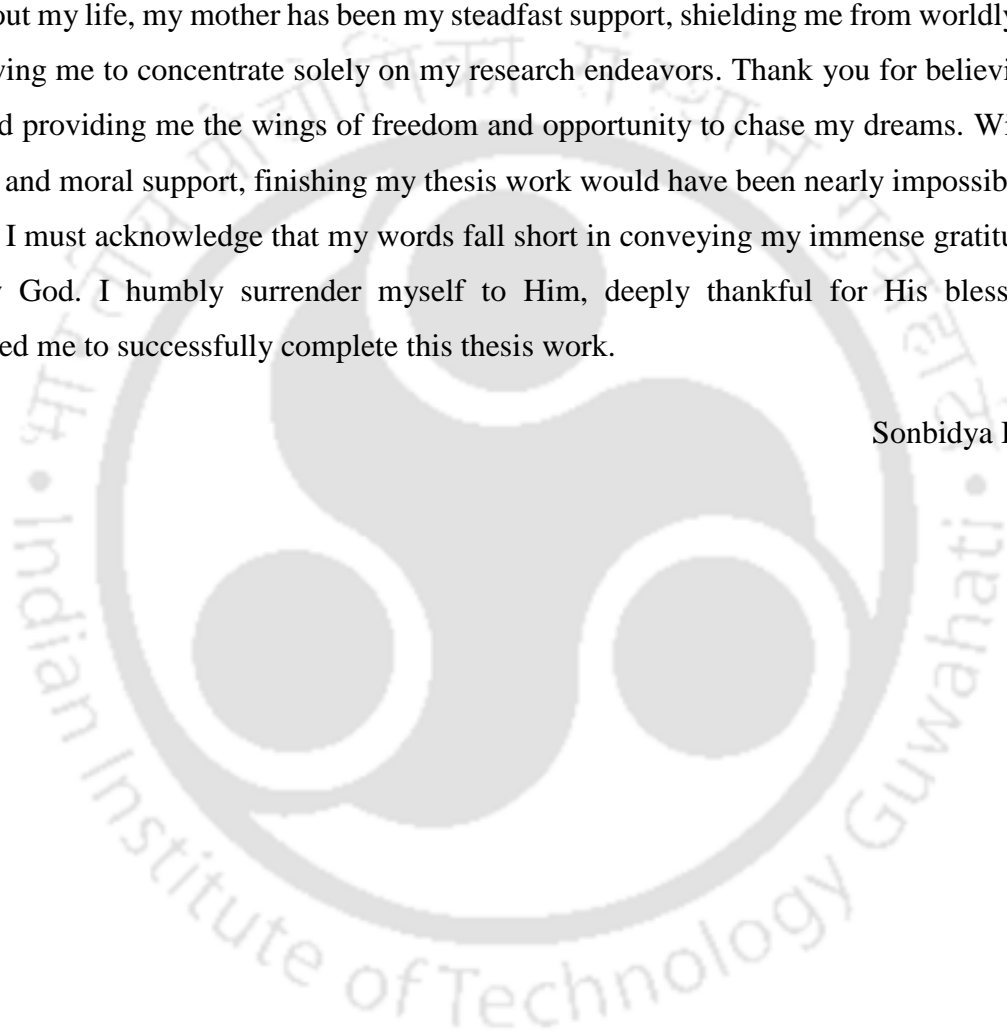 out my life, my mother has been my steadfast support, shielding me from worldly
ving me to concentrate solely on my research endeavors. Thank you for believi
d providing me the wings of freedom and opportunity to chase my dreams. Wi
and moral support, finishing my thesis work would have been nearly impossib
I must acknowledge that my words fall short in conveying my immense gratitu
God. I humbly surrender myself to Him, deeply thankful for His bless
ed me to successfully complete this thesis work.
Sonbidya
भारतीय प्रौद्योगिकी संस्थान गुवाहाटी
Indian Institute of Technology Guwahati